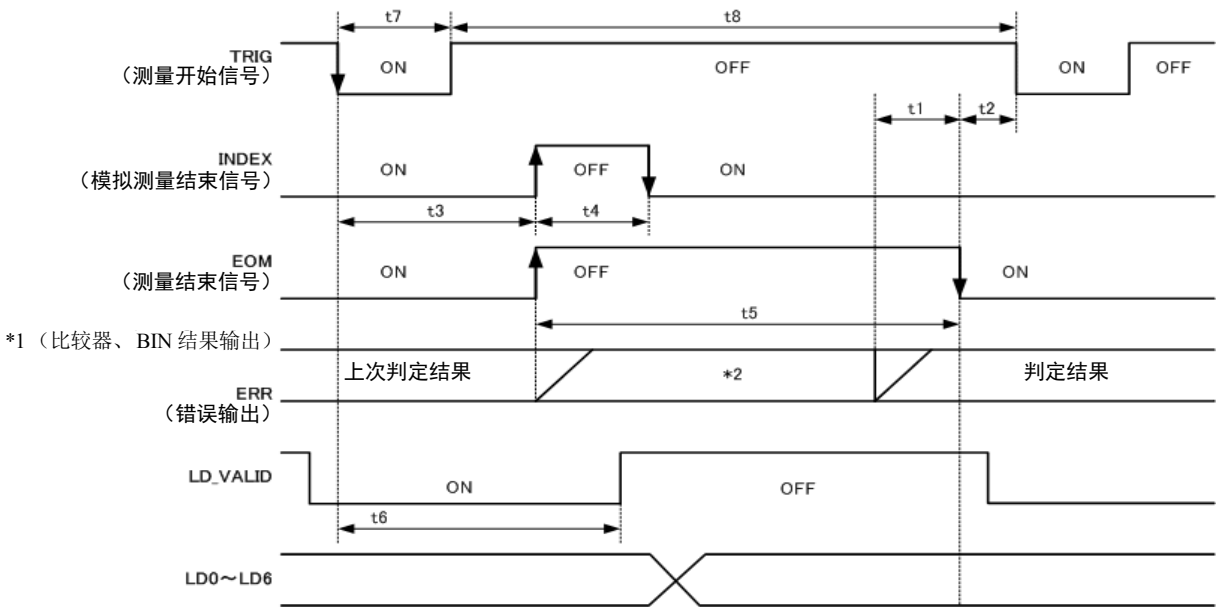 t7
t8
TRIG
（测量开始信号）
ON
OFF
ON
OFF
t1
t2
INDEX
（模拟测量结束信号）
ON
OFF
ON
t3
t4
EOM
（测量结束信号）
ON
OFF
ON
t5
*1（比较器、BIN 结果输出）
上次判定结果
*2
判定结果
ERR
（错误输出）
LD_VALID
ON
OFF
t6
LD0～LD6